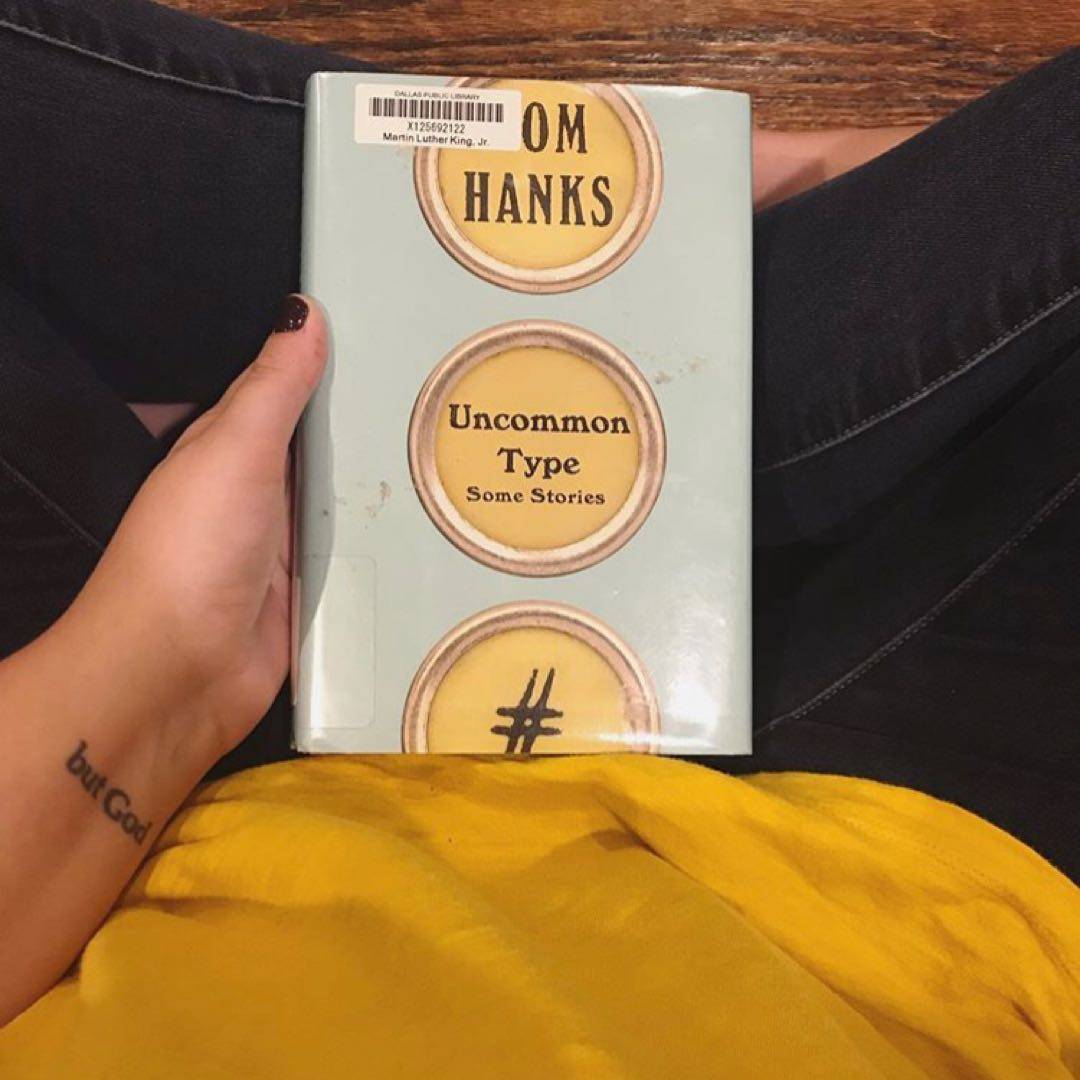 DALLAS PUBLIC LIBRARY
X125692122
Martin Luther King, Jr.
OM
HANKS
Uncommon
Type
Some Stories
#
but God